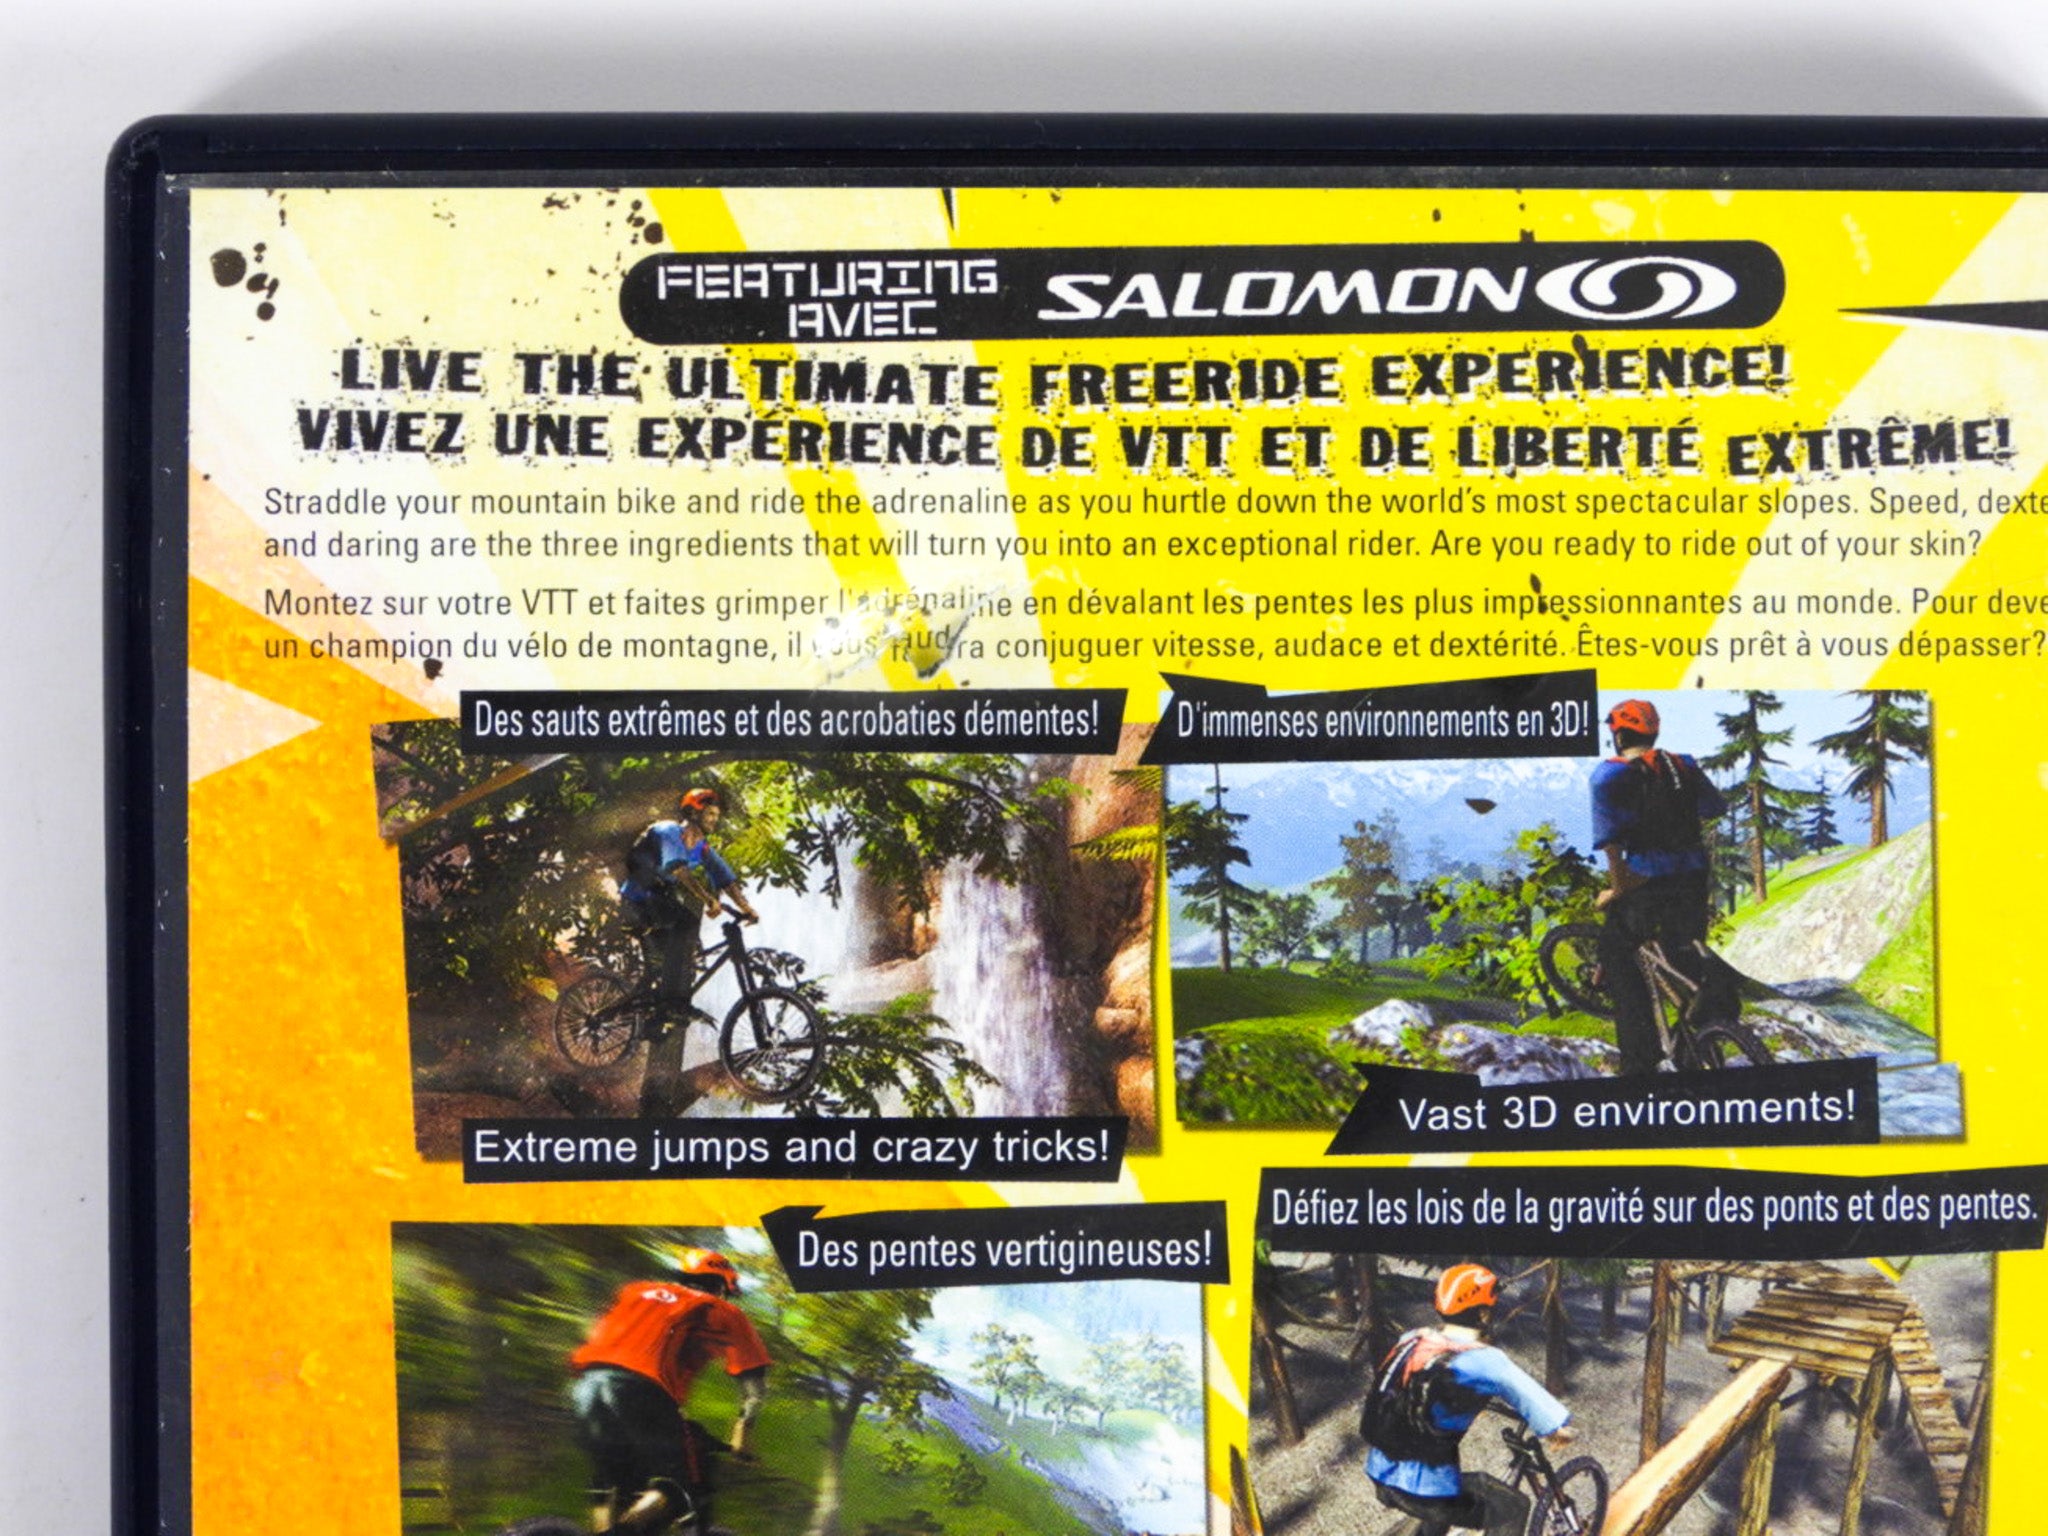 FEATURING
AVEC
SALOMON
LIVE THE ULTIMATE FREERIDE EXPERIENCE!
VIVEZ UNE EXPÉRIENCE DE VTT ET DE LIBERTÉ EXTRÊME!
Straddle your mountain bike and ride the adrenaline as you hurtle down the world's most spectacular slopes. Speed,
and daring are the three ingredients that will turn you into an exceptional rider. Are you ready to ride out of your skin?
Montez sur votre VTT et faites grimper l'adrénaline en dévalant les pentes les plus impressionnantes au monde. Pour
un champion du vélo de montagne, il vous faudra conjuguer vitesse, audace et dextérité. Êtes-vous prêt à vous dépasser?
Des sauts extrêmes et des acrobaties démentes!
D'immenses environnements en 3D!
Extreme jumps and crazy tricks!
Vast 3D environments!
Des pentes vertigineuses!
Défiez les lois de la gravité sur des ponts et des pentes.